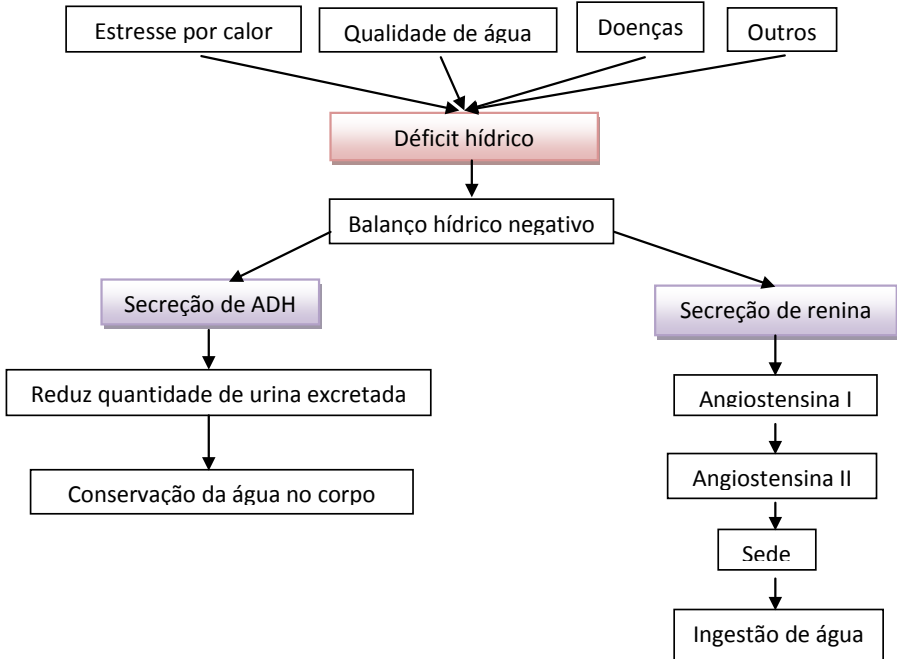 Estresse por calor
Qualidade de água
Doenças
Outros
Déficit hídrico
Balanço hídrico negativo
Secreção de ADH
Secreção de renina
Reduz quantidade de urina excretada
Angiostensina I
Conservação da água no corpo
Angiostensina II
Sede
Ingestão de água